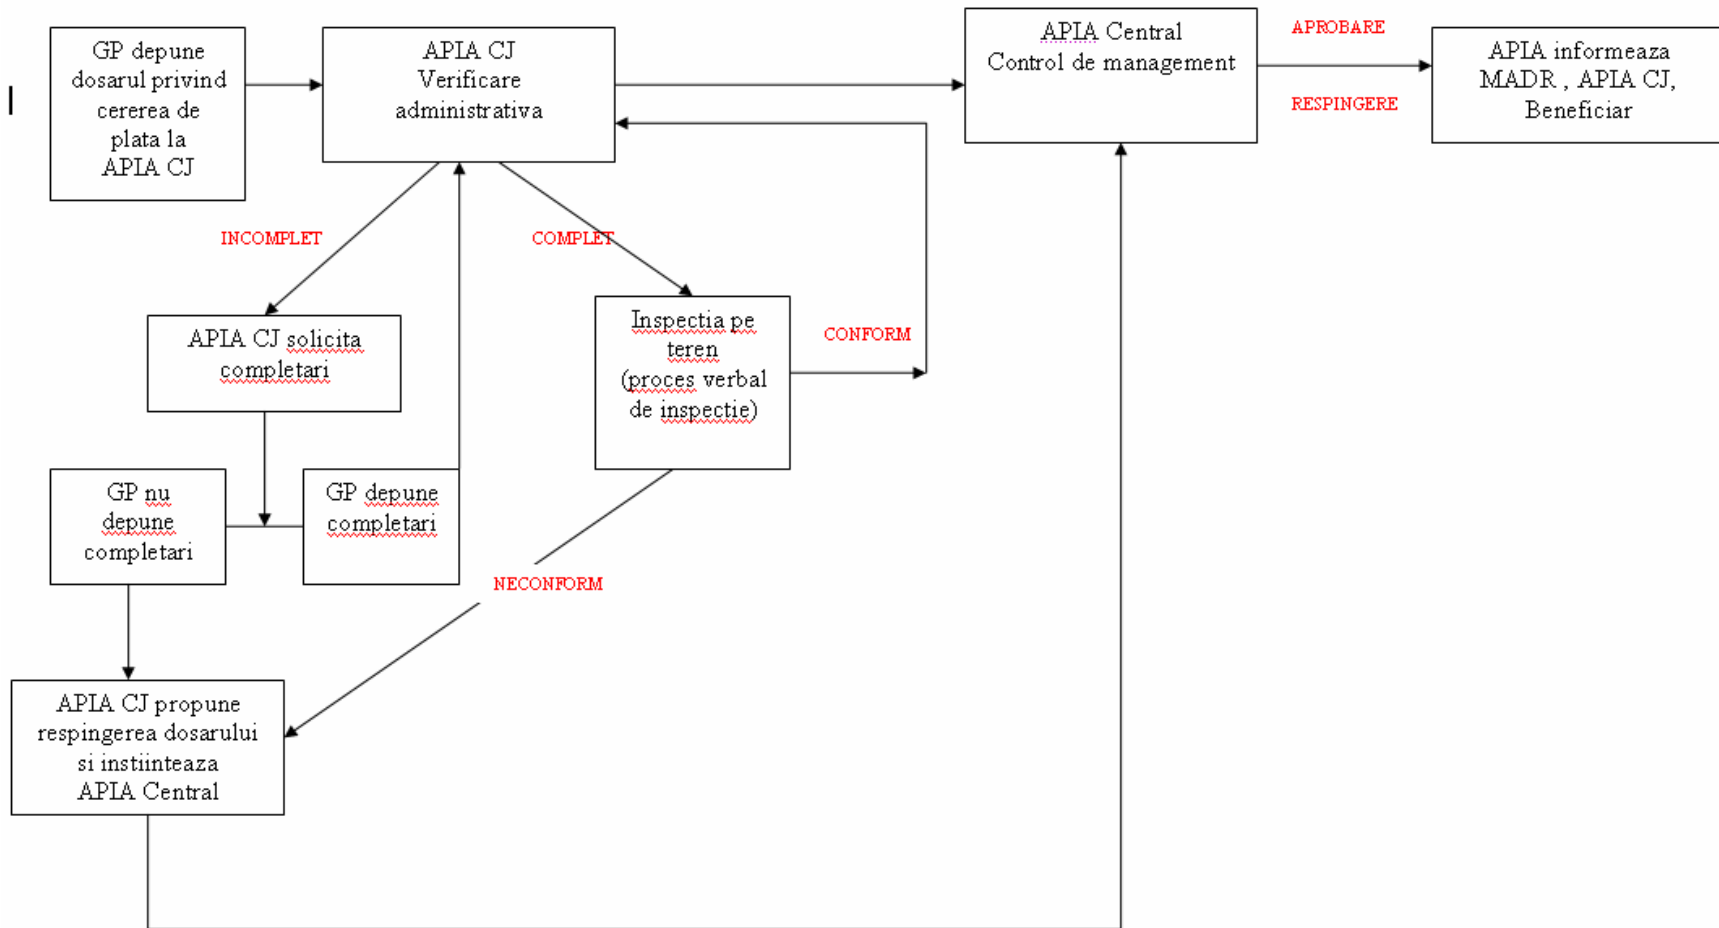 GP depune
dosarul privind
cererea de
plata la
APIA CJ
APIA CJ
Verificare
administrativa
APIA Central
Control de management
APROBARE
RESPINGERE
APIA informeaza
MADR , APIA CJ,
Beneficiar
INCOMPLET
COMPLET
APIA CJ solicita
completari
Inspectia pe
teren
(proces verbal
de inspectie)
CONFORM
GP nu
depune
completari
GP depune
completari
NECONFORM
APIA CJ propune
respingerea dosarului
si instiinteaza
APIA Central